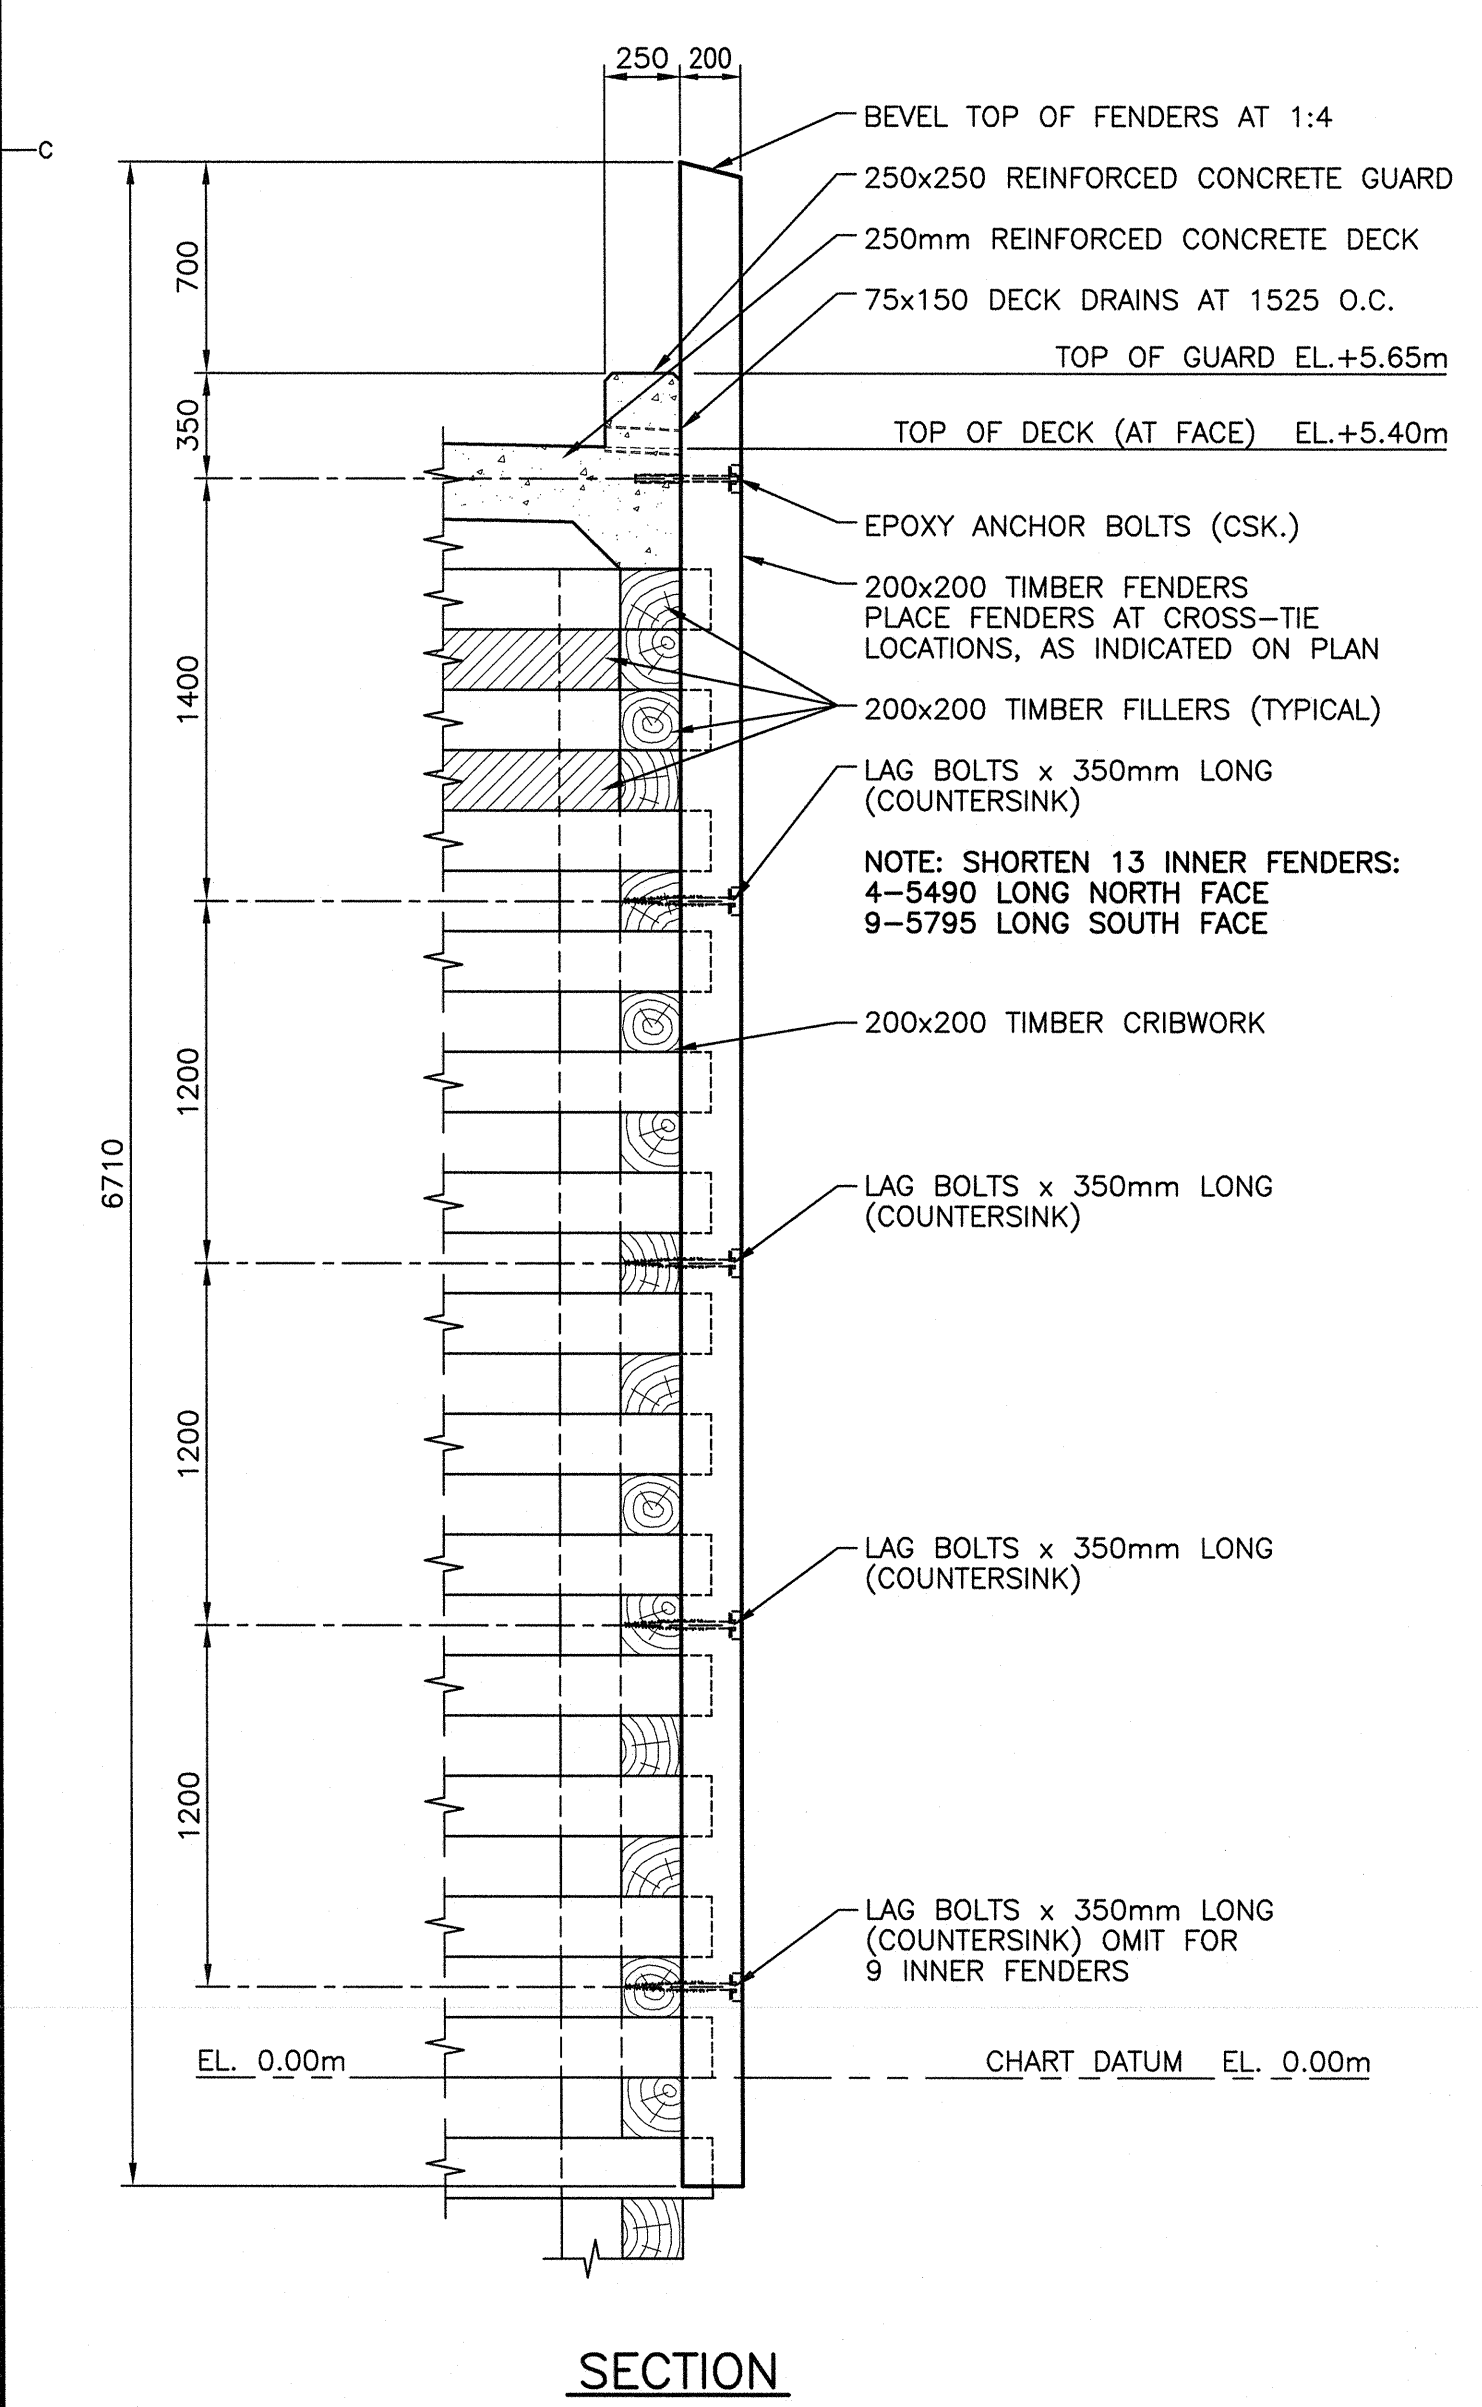 250 200
C
BEVEL TOP OF FENDERS AT 1:4
250x250 REINFORCED CONCRETE GUARD
250mm REINFORCED CONCRETE DECK
75x150 DECK DRAINS AT 1525 O.C.
TOP OF GUARD EL.+5.65m
TOP OF DECK (AT FACE) EL.+5.40m
EPOXY ANCHOR BOLTS (CSK.)
200x200 TIMBER FENDERS
PLACE FENDERS AT CROSS-TIE
LOCATIONS, AS INDICATED ON PLAN
200x200 TIMBER FILLERS (TYPICAL)
LAG BOLTS x 350mm LONG
(COUNTERSINK)
NOTE: SHORTEN 13 INNER FENDERS:
4-5490 LONG NORTH FACE
9-5795 LONG SOUTH FACE
200x200 TIMBER CRIBWORK
LAG BOLTS x 350mm LONG
(COUNTERSINK)
LAG BOLTS x 350mm LONG
(COUNTERSINK)
LAG BOLTS x 350mm LONG
(COUNTERSINK) OMIT FOR
9 INNER FENDERS
700
350
1400
1200
6710
1200
1200
1200
EL. 0.00m
CHART DATUM EL. 0.00m
SECTION